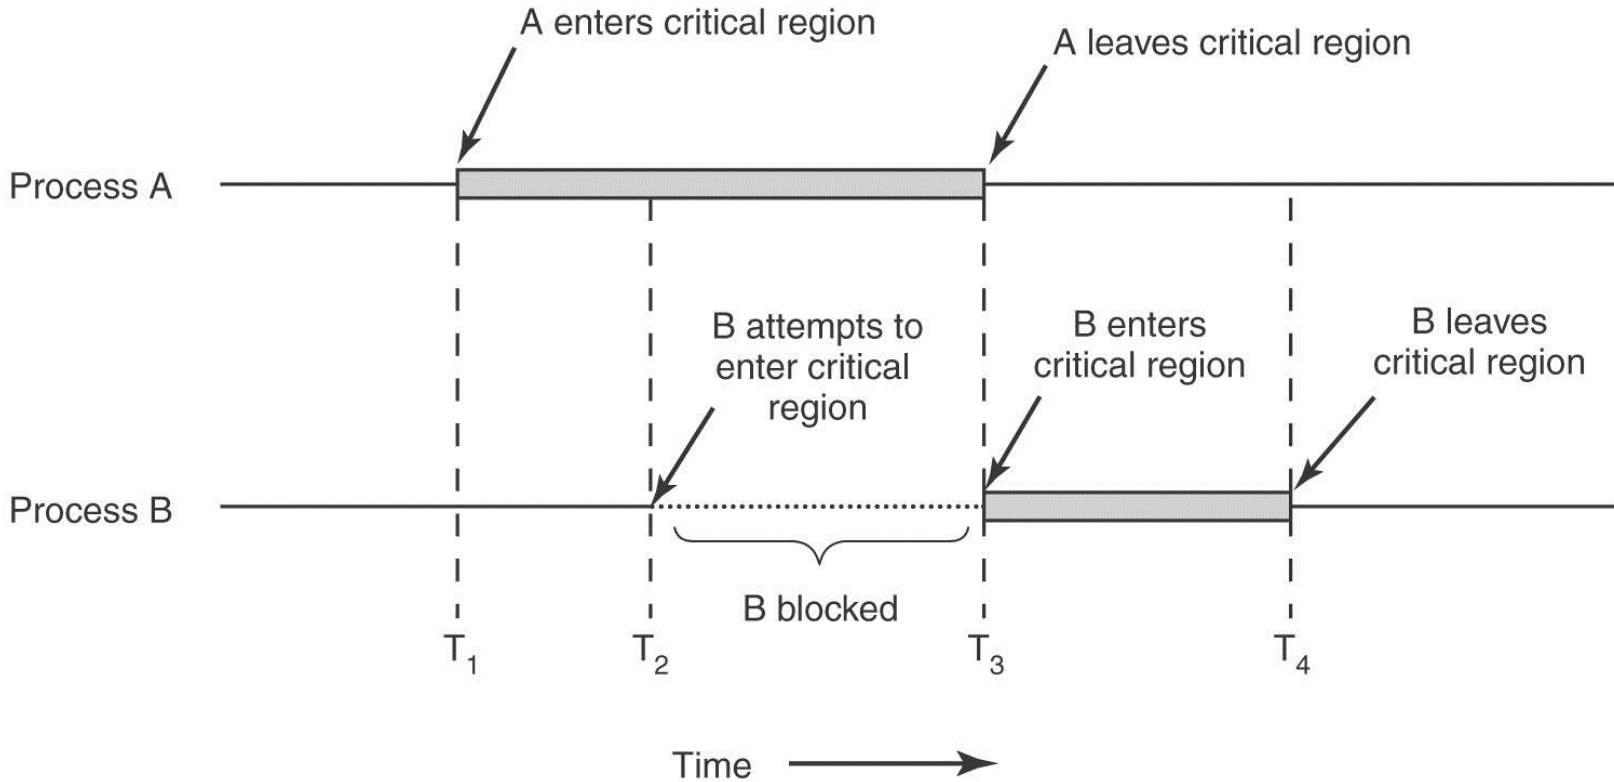 A enters critical region
A leaves critical region
Process A
B attempts to
enter critical
region
B enters
critical region
B leaves
critical region
Process B
B blocked
T1
T2
T3
T4
Time